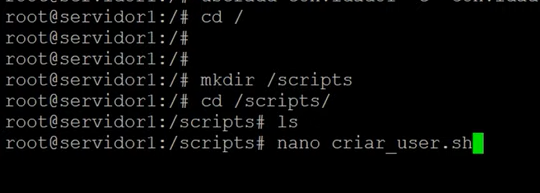 root@servidor1:/# cd /
root@servidor1:/#
root@servidor1:/#
root@servidor1:/# mkdir /scripts
root@servidor1:/# cd /scripts/
root@servidor1:/scripts# ls
root@servidor1:/scripts# nano criar_user.sh